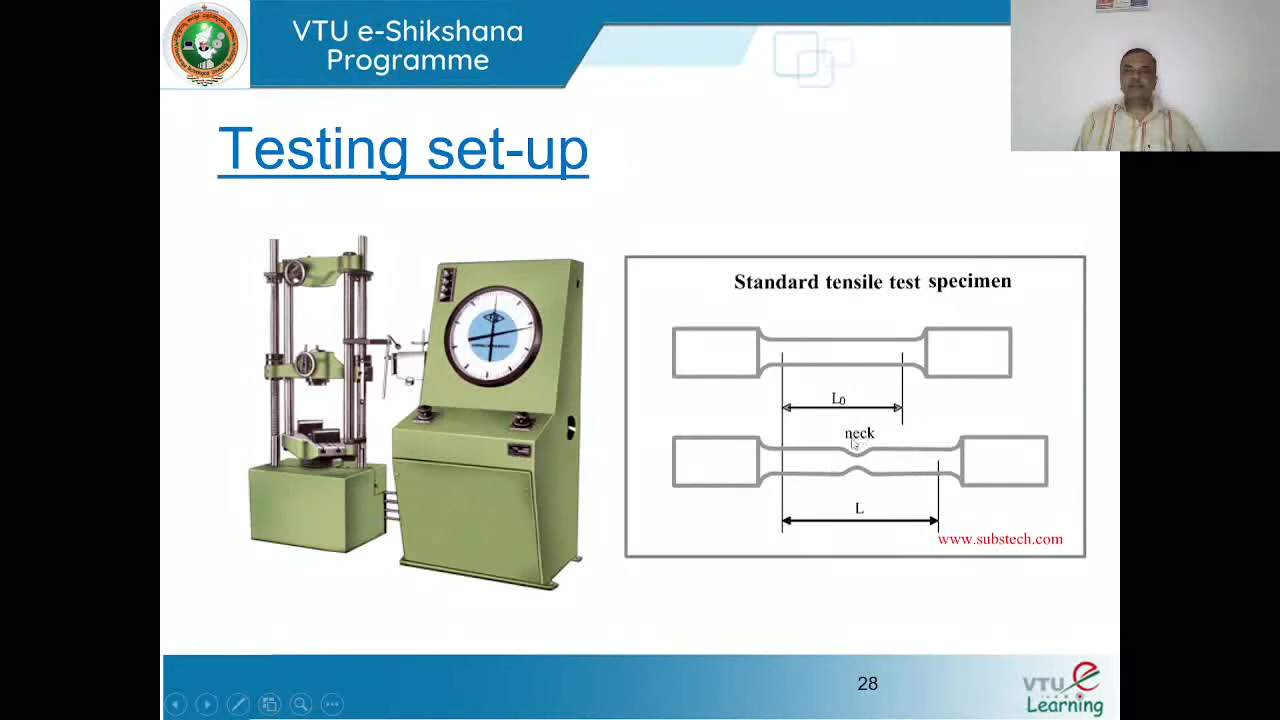 VTU e-Shikshana
Programme
Testing set-up
Standard tensile test specimen
L0
neck
L
www.substech.com
28
VTU e
Learning